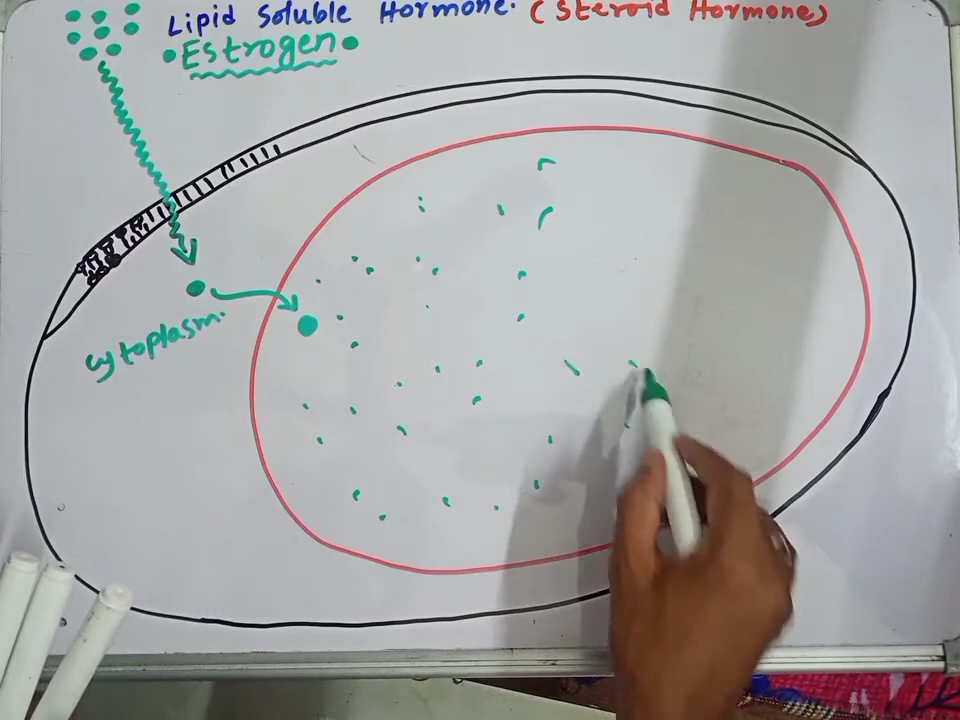 Lipid Soluble Hormone. (Steroid Hormone)
• Estrogen •
cytoplasm.